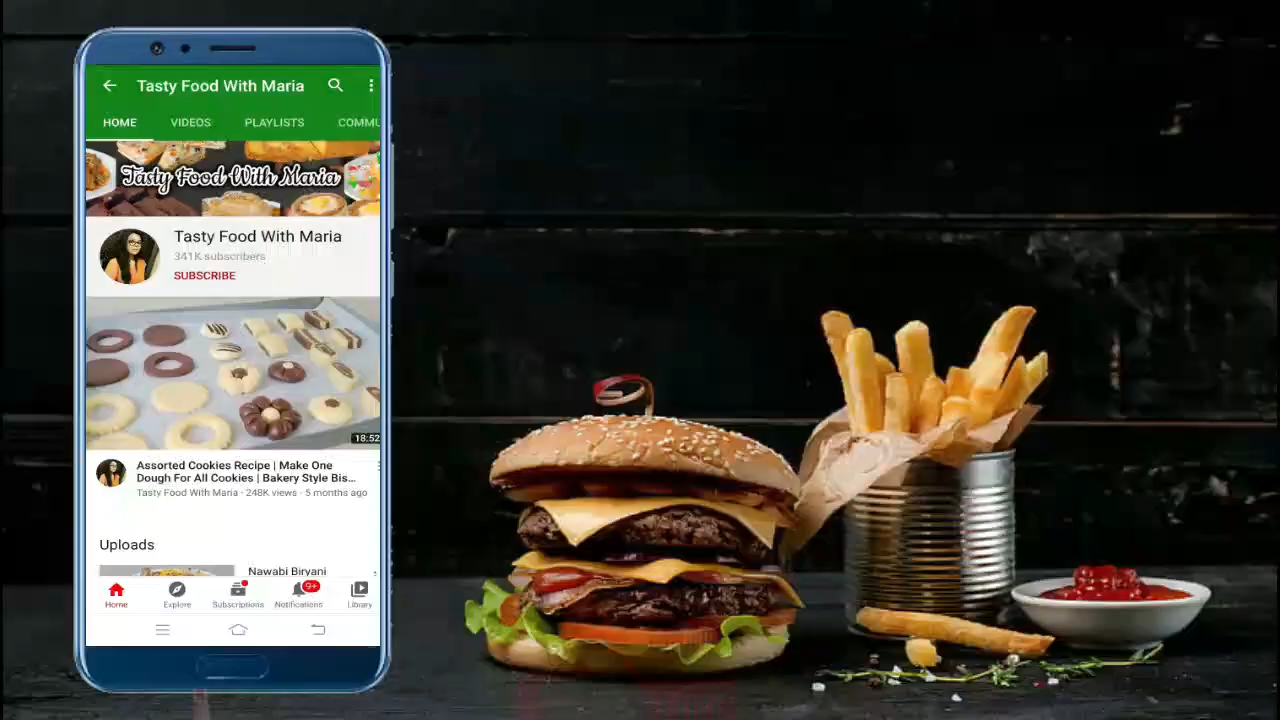 Tasty Food With Maria
HOME VIDEOS PLAYLISTS COMMU
Tasty Food With Maria
Tasty Food With Maria
341K subscribers
SUBSCRIBE
18:52
Assorted Cookies Recipe | Make One
Dough For All Cookies | Bakery Style Bis...
Tasty Food With Maria · 248K views · 5 months ago
Uploads
Nawabi Biryani
9+
Home Explore Subscriptions Notifications Library